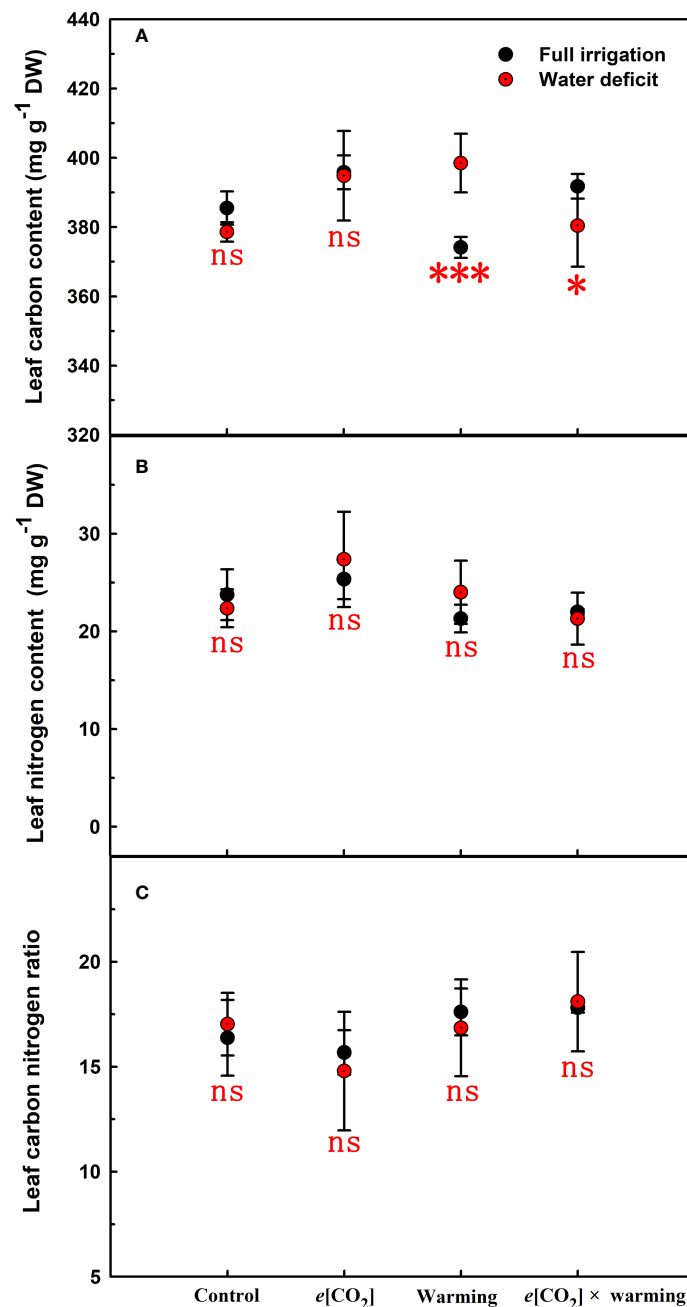 A
Full irrigation
Water deficit
Leaf carbon content (mg g⁻¹ DW)
440
420
400
380
360
340
320
ns
ns
***
*
B
Leaf nitrogen content (mg g⁻¹ DW)
30
20
10
0
ns
ns
ns
ns
C
Leaf carbon nitrogen ratio
20
15
10
5
ns
ns
ns
ns
Control
e[CO₂]
Warming
e[CO₂] × warming